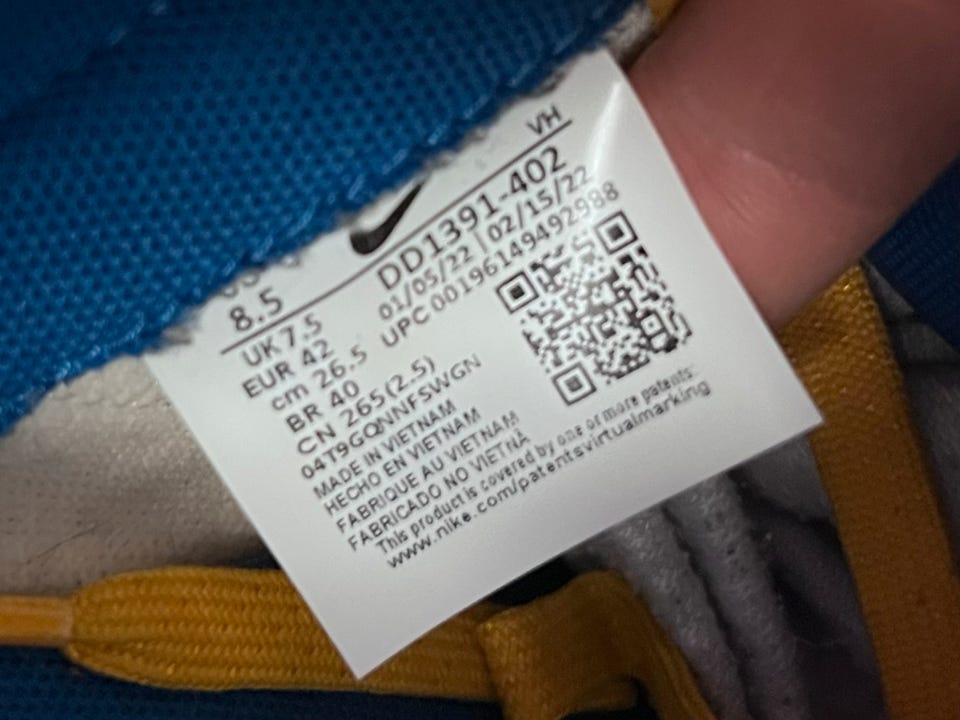 VH
8.5
DD1391-402
UK 7.5
01/05/22 | 02/15/22
EUR 42
UPC 00196149492988
cm 26.5
BR 40
CN 265(2.5)
04T9GQNNFSWGN
MADE IN VIETNAM
HECHO EN VIETNAM
FABRIQUE AU VIETNAM
FABRICADO NO VIETNÃ
This product is covered by one or more patents:
www.nike.com/patentsvirtualmarking